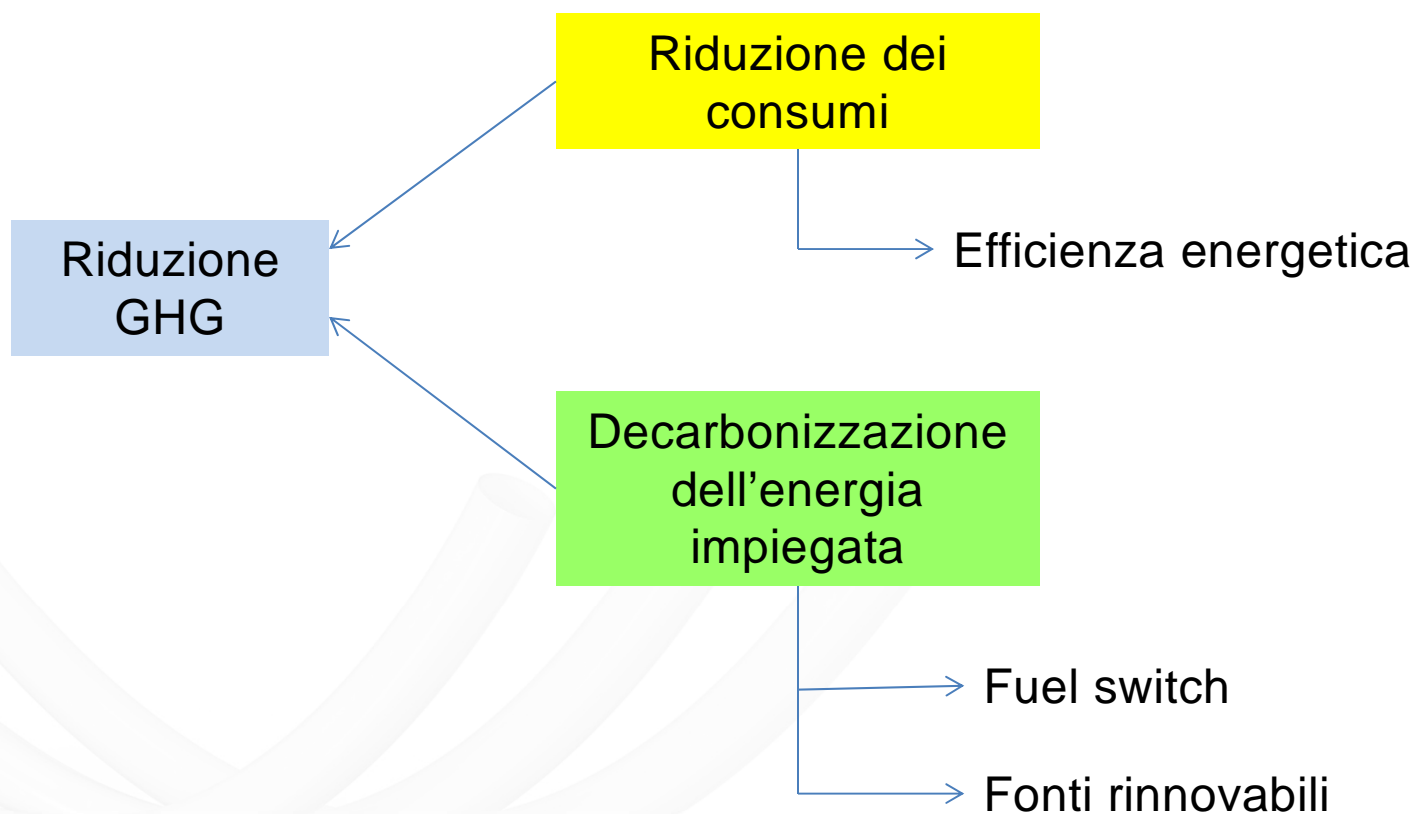 Riduzione dei
consumi
Efficienza energetica
Riduzione
GHG
Decarbonizzazione
dell’energia
impiegata
Fuel switch
Fonti rinnovabili